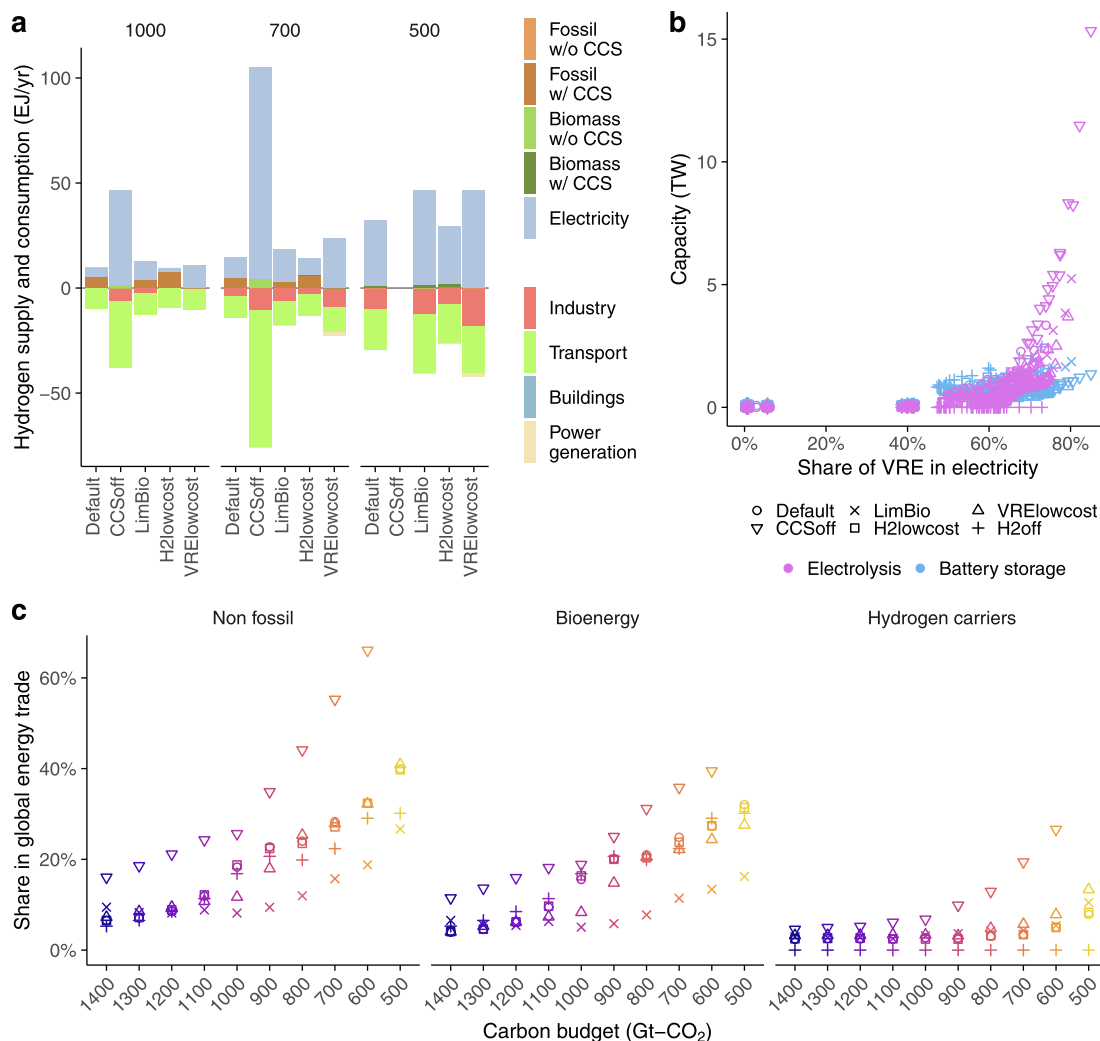 a
1000 700 500
Hydrogen supply and consumption (EJ/yr)
100
50
0
−50
Default
CCSoff
LimBio
H2lowcost
VRElowcost
Default
CCSoff
LimBio
H2lowcost
VRElowcost
Default
CCSoff
LimBio
H2lowcost
VRElowcost
Fossil
w/o CCS
Fossil
w/ CCS
Biomass
w/o CCS
Biomass
w/ CCS
Electricity
Industry
Transport
Buildings
Power
generation
b
Capacity (TW)
15
10
5
0
0% 20% 40% 60% 80%
Share of VRE in electricity
Default LimBio VRElowcost
CCSoff H2lowcost H2off
Electrolysis Battery storage
c
Non fossil Bioenergy Hydrogen carriers
Share in global energy trade
60%
40%
20%
0%
1400 1300 1200 1100 1000 900 800 700 600 500
1400 1300 1200 1100 1000 900 800 700 600 500
1400 1300 1200 1100 1000 900 800 700 600 500
Carbon budget (Gt−CO₂)